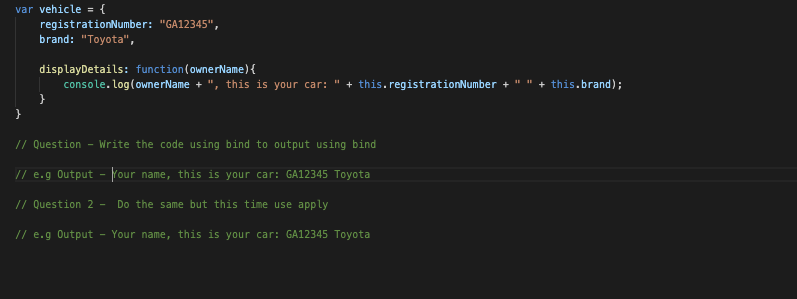 var vehicle = {
registrationNumber: "GA12345",
brand: "Toyota",
displayDetails: function(ownerName){
console.log(ownerName + ", this is your car: " + this.registrationNumber + " " + this.brand);
}
}
// Question – Write the code using bind to output using bind
// e.g Output – Your name, this is your car: GA12345 Toyota
// Question 2 –  Do the same but this time use apply
// e.g Output – Your name, this is your car: GA12345 Toyota